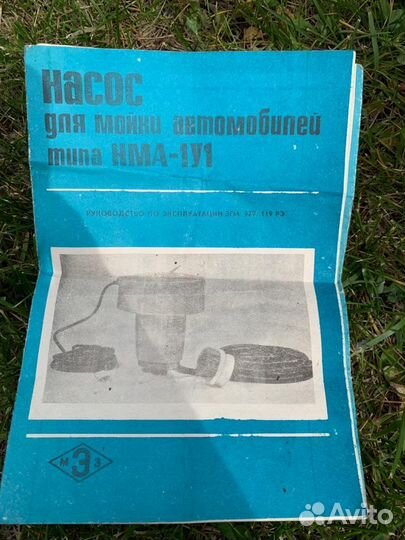 Насос
для мойки автомобилей
типа НМА-1У1
РУКОВОДСТВО ПО ЭКСПЛУАТАЦИИ
МЭЗ
Avito